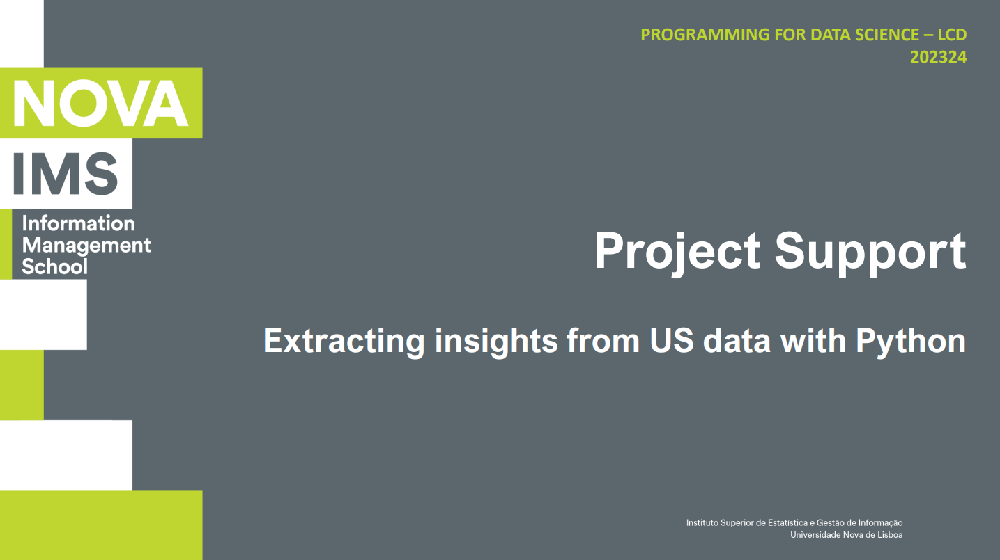 PROGRAMMING FOR DATA SCIENCE – LCD
202324
NOVA
IMS
Information
Management
School
Project Support
Extracting insights from US data with Python
Instituto Superior de Estatística e Gestão de Informação
Universidade Nova de Lisboa